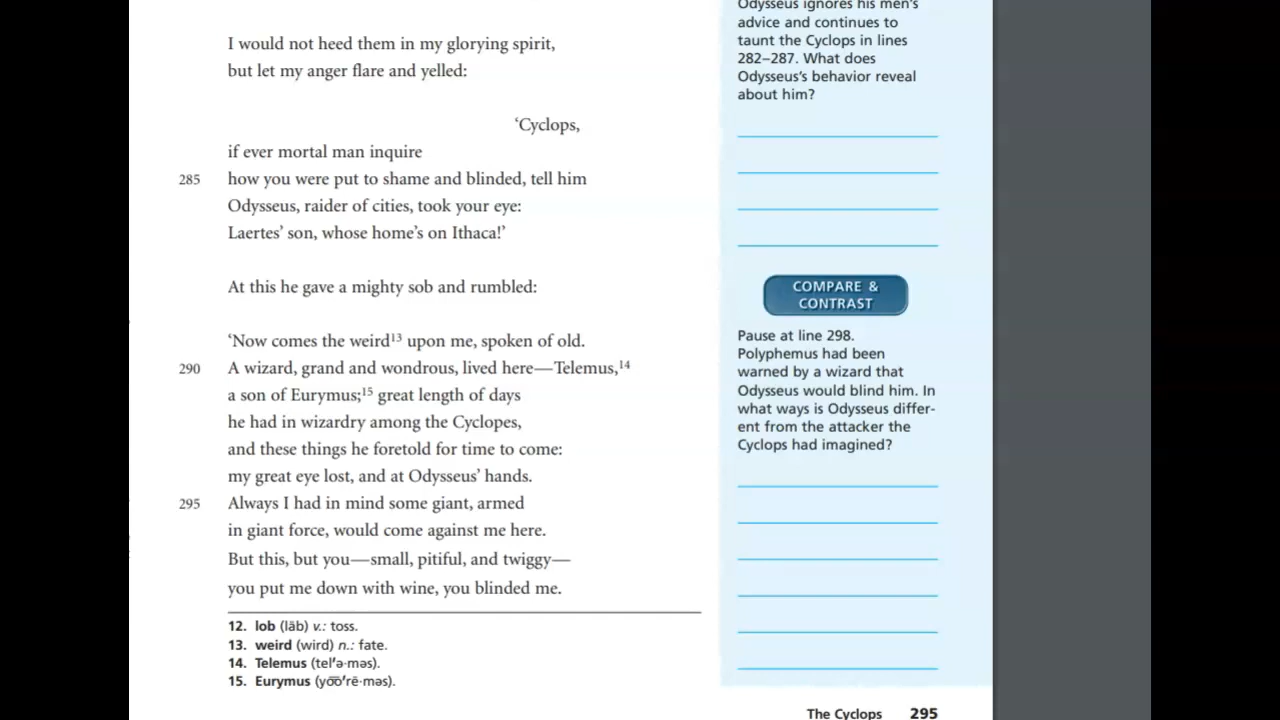 I would not heed them in my glorying spirit,
but let my anger flare and yelled:
‘Cyclops,
if ever mortal man inquire
285 how you were put to shame and blinded, tell him
Odysseus, raider of cities, took your eye:
Laertes’ son, whose home’s on Ithaca!’
At this he gave a mighty sob and rumbled:
‘Now comes the weird13 upon me, spoken of old.
290 A wizard, grand and wondrous, lived here—Telemus,14
a son of Eurymus;15 great length of days
he had in wizardry among the Cyclopes,
and these things he foretold for time to come:
my great eye lost, and at Odysseus’ hands.
295 Always I had in mind some giant, armed
in giant force, would come against me here.
But this, but you—small, pitiful, and twiggy—
you put me down with wine, you blinded me.
12. lob (läb) v.: toss.
13. weird (wird) n.: fate.
14. Telemus (tel′ə·məs).
15. Eurymus (yo͞o′rē·məs).
Odysseus ignores his men’s
advice and continues to
taunt the Cyclops in lines
282–287. What does
Odysseus’s behavior reveal
about him?
COMPARE &
CONTRAST
Pause at line 298.
Polyphemus had been
warned by a wizard that
Odysseus would blind him. In
what ways is Odysseus differ-
ent from the attacker the
Cyclops had imagined?
The Cyclops 295